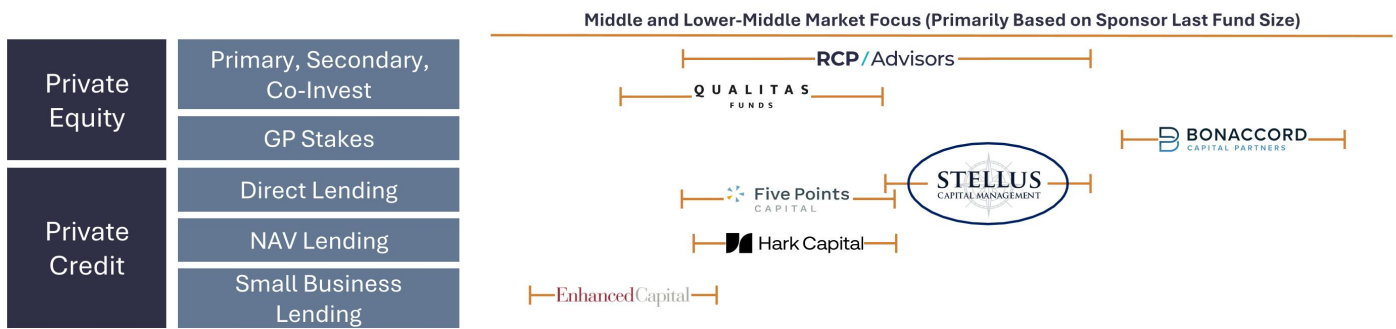 Middle and Lower-Middle Market Focus (Primarily Based on Sponsor Last Fund Size)
Private
Equity
Primary, Secondary,
Co-Invest
RCP/Advisors
QUALITAS
FUNDS
GP Stakes
BONACCORD
CAPITAL PARTNERS
Private
Credit
Direct Lending
Five Points
CAPITAL
STELLUS
CAPITAL MANAGEMENT
NAV Lending
Hark Capital
Small Business
Lending
EnhancedCapital